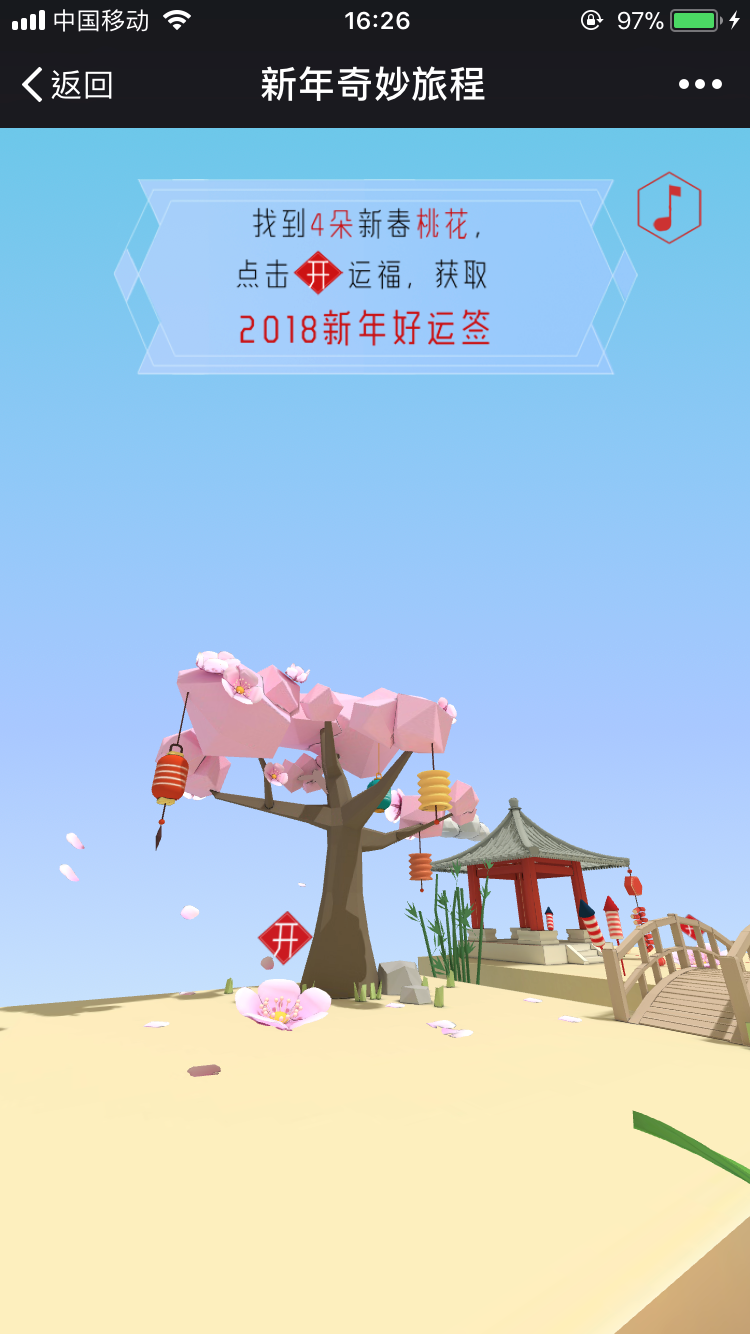 中国移动 16:26 97%
返回 新年奇妙旅程
找到4朵新春桃花,
点击开运福, 获取
2018新年好运签
开
开